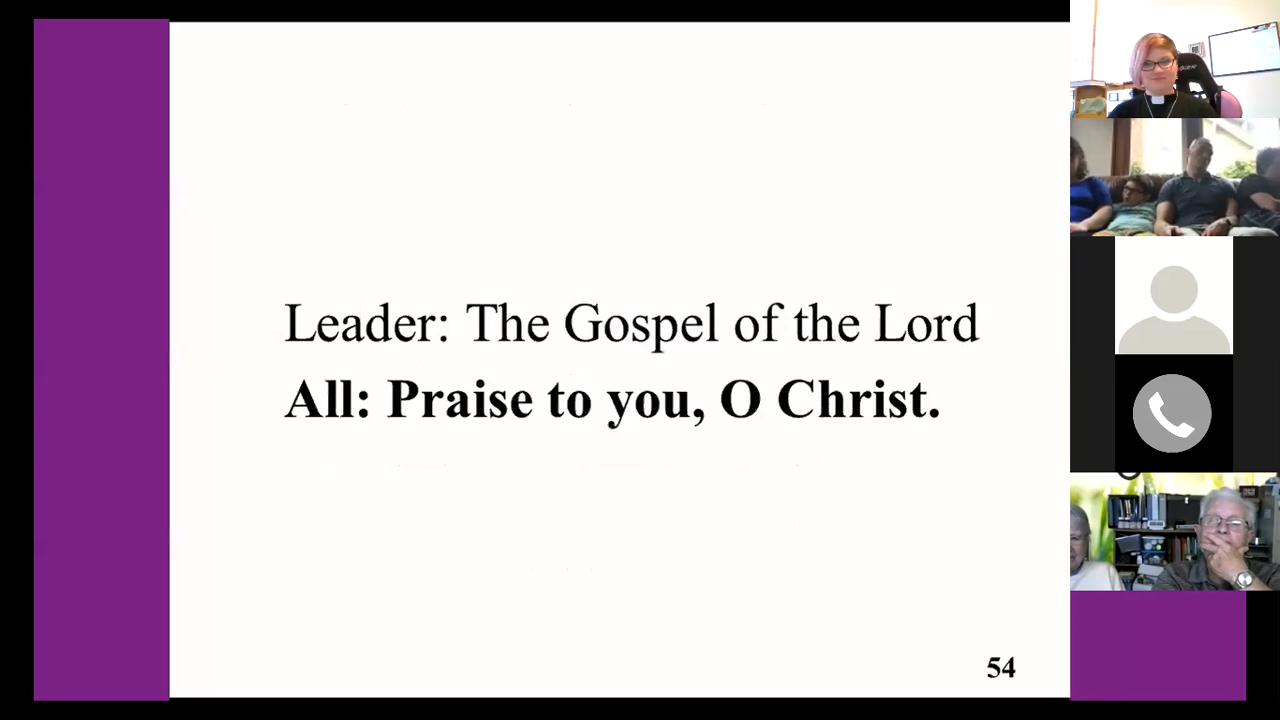 Leader: The Gospel of the Lord
All: Praise to you, O Christ.
54